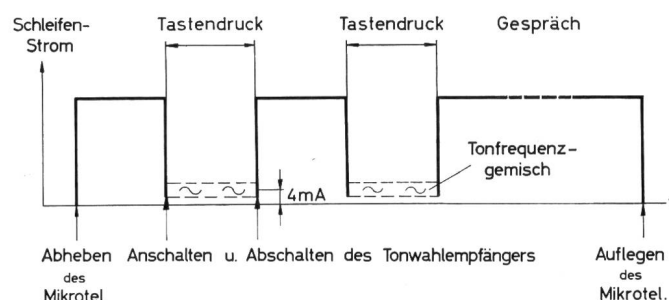 Schleifen-
Strom
Tastendruck
Tastendruck
Gespräch
Tonfrequenz-
gemisch
4mA
Abheben
des
Mikrotel
Anschalten u. Abschalten des Tonwahlempfängers
Auflegen
des
Mikrotel.